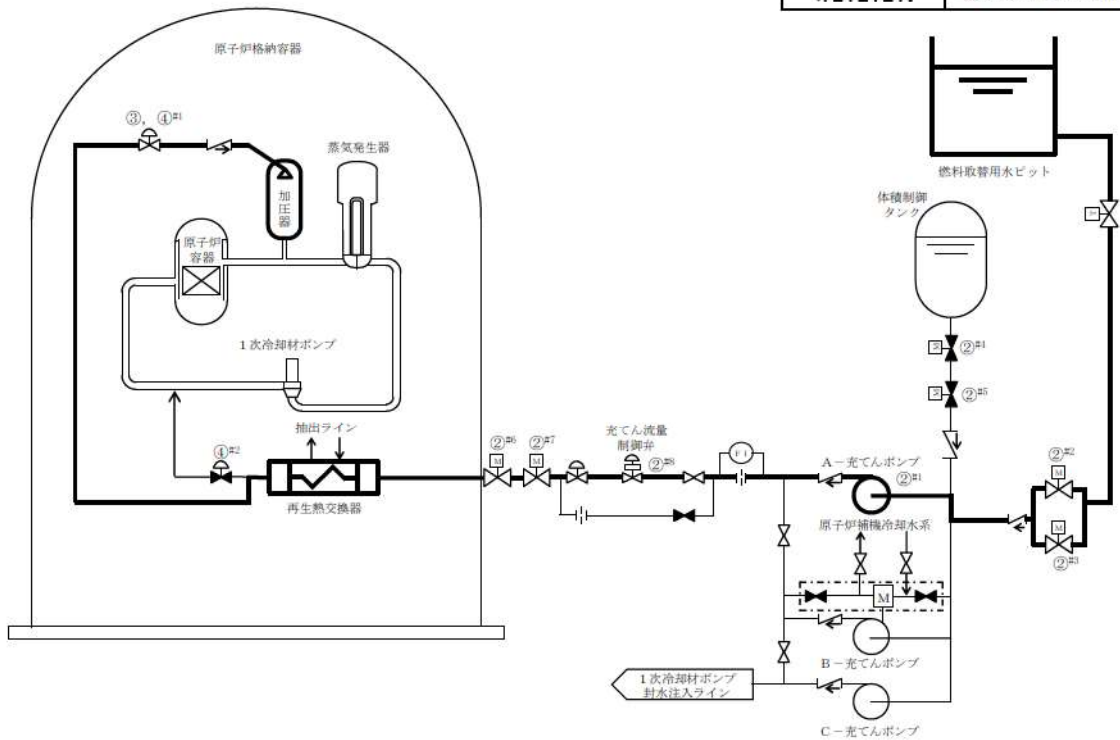 原子炉格納容器
③，④#1
蒸気発生器
加圧器
原子炉
容器
1次冷却材ポンプ
抽出ライン
④#2
再生熱交換器
②#6
②#7
M
M
充てん流量
制御弁
②#8
FI
A－充てんポンプ
②#1
原子炉補機冷却水系
M
B－充てんポンプ
1次冷却材ポンプ
封水注入ライン
C－充てんポンプ
燃料取替用水ピット
体積制御
タンク
M
②#4
M
②#5
②#2
M
M
②#3